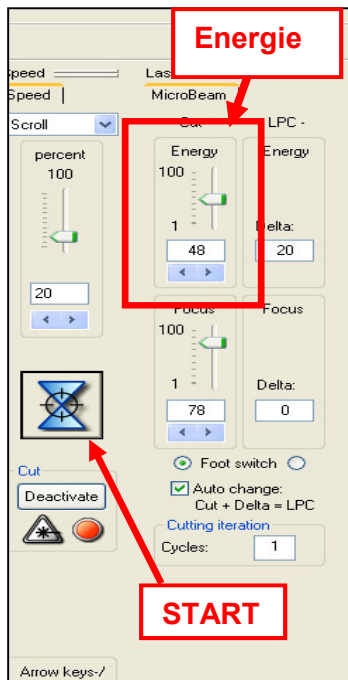 Energie
Speed
Las
Speed
MicroBeam
Scroll
Cut
LPC -
percent
100
Energy
100
1
48
Energy
Delta:
20
20
Focus
100
1
78
Focus
Delta:
0
Foot switch
Auto change:
Cut + Delta = LPC
Cut
Deactivate
Cutting iteration
Cycles:
1
START
Arrow keys-/